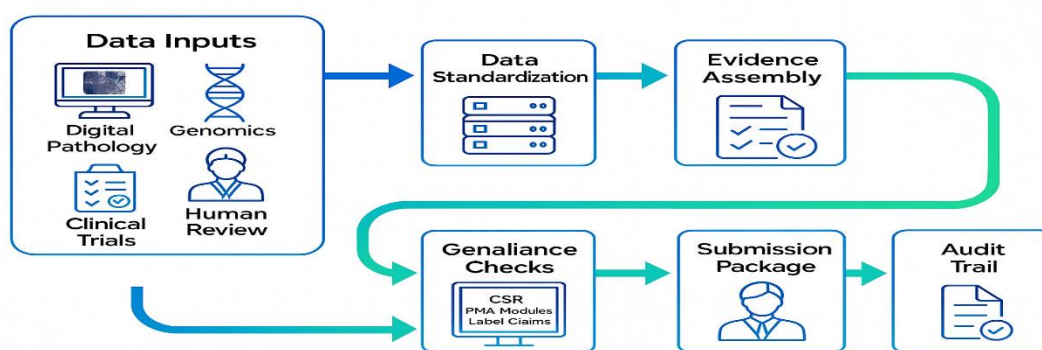 Data Inputs
Digital
Pathology
Genomics
Clinical
Trials
Human
Review
Data
Standardization
Evidence
Assembly
Genaliance
Checks
CSR
PMA Modules
Label Ciaims
Submission
Package
Audit
Trail